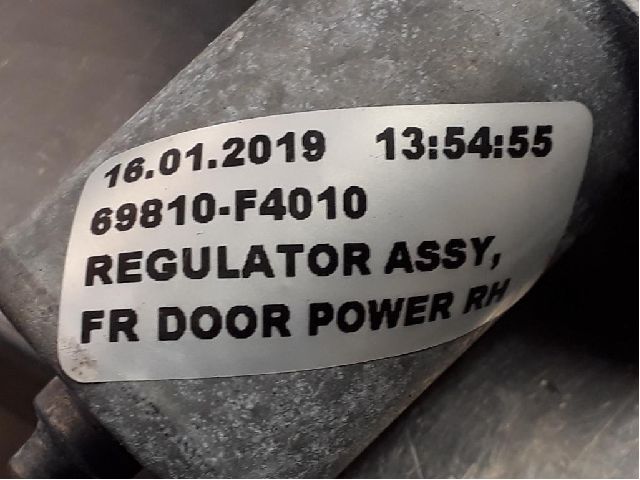 16.01.2019 13:54:55
69810-F4010
REGULATOR ASSY,
FR DOOR POWER RH